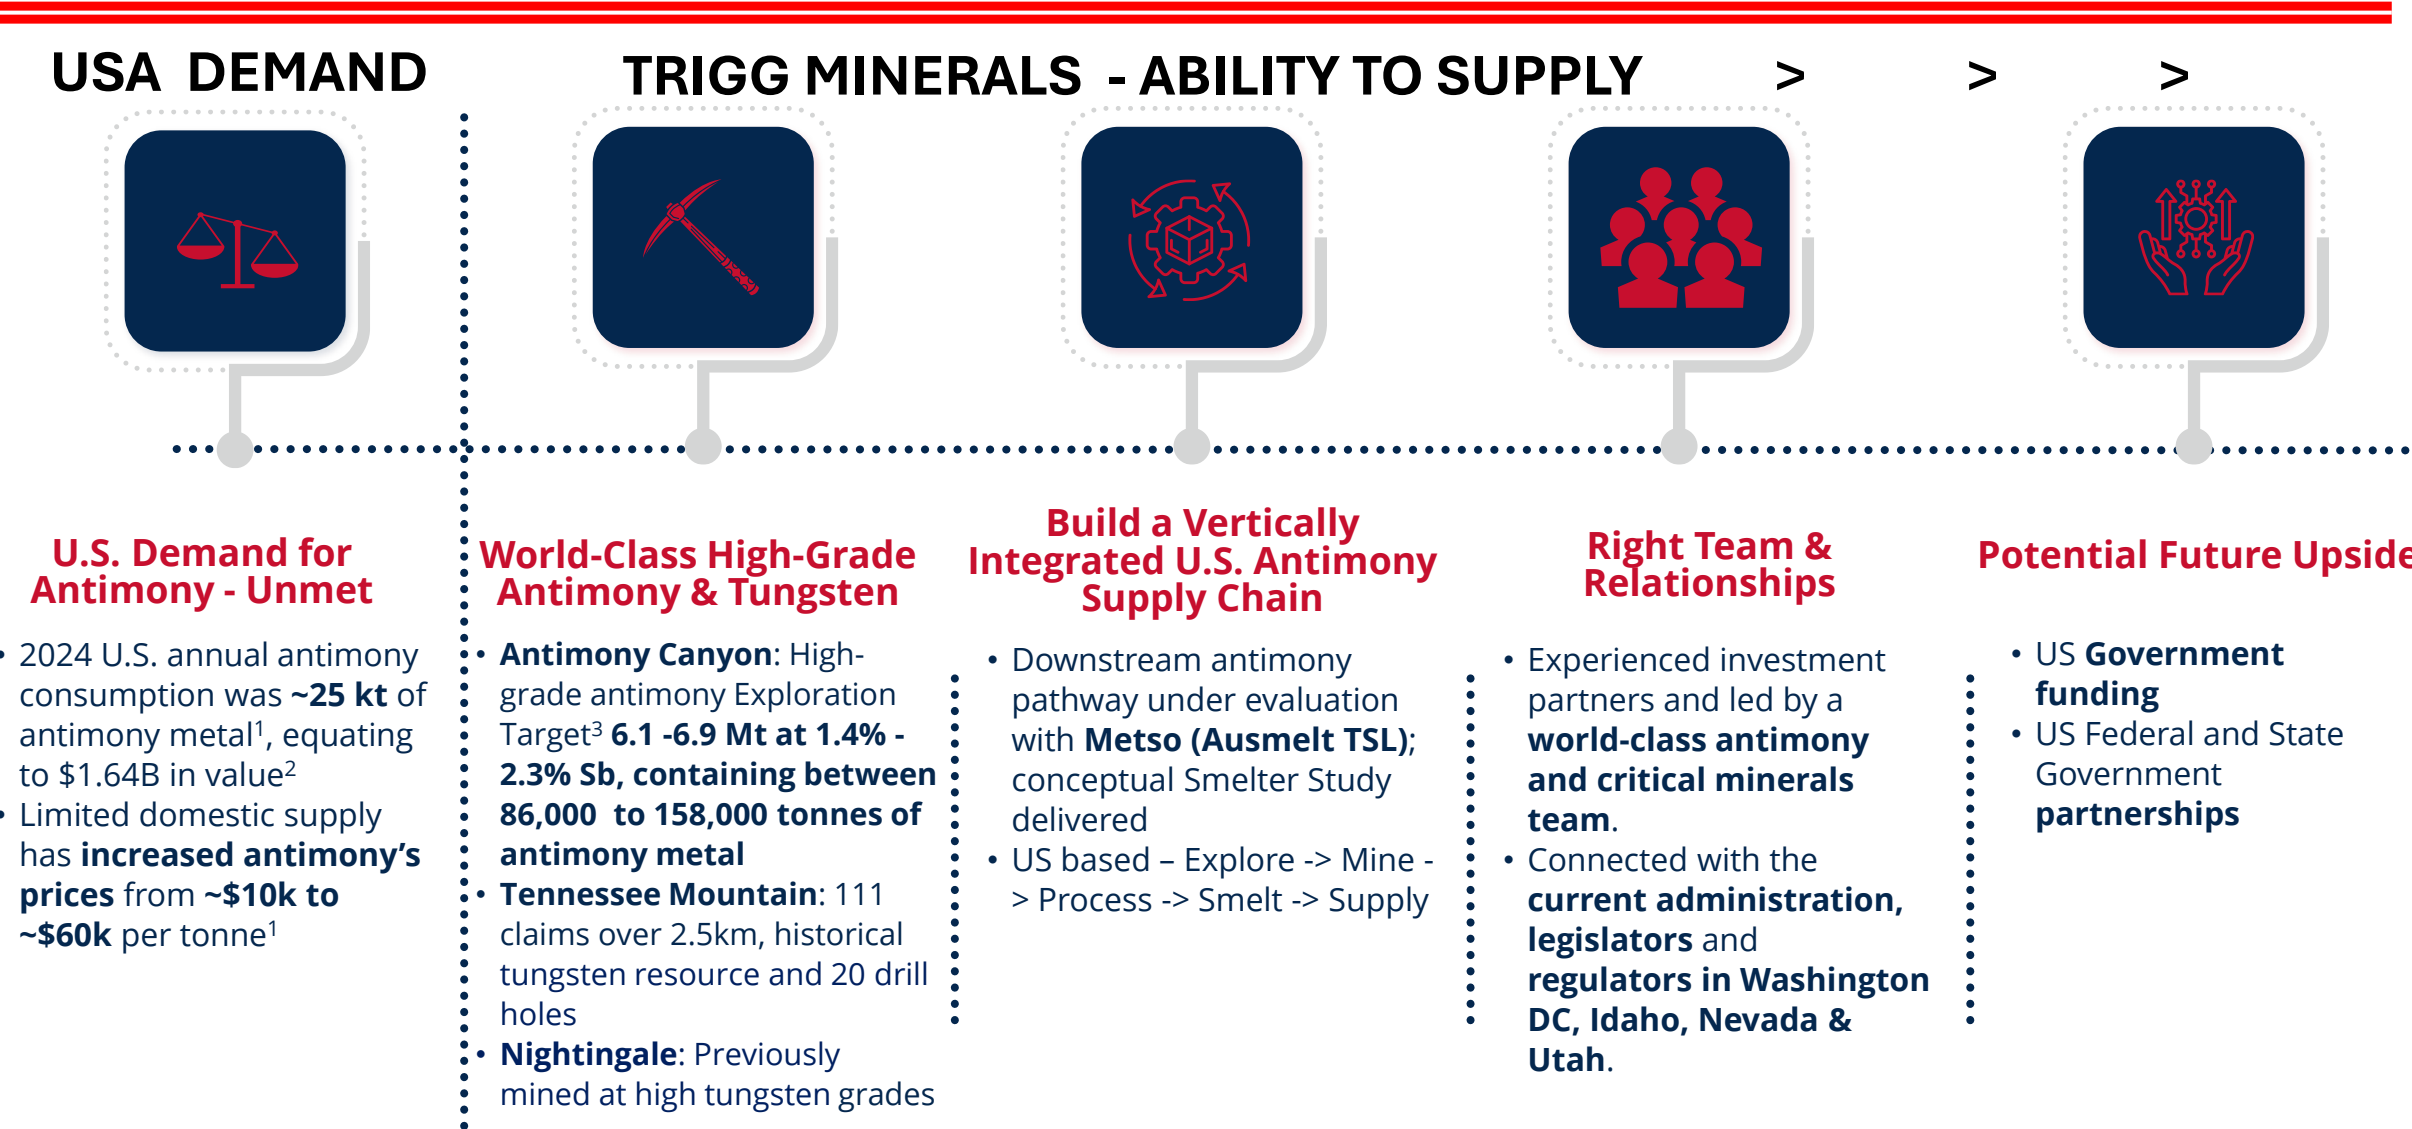 USA DEMAND
TRIGG MINERALS - ABILITY TO SUPPLY > > >
U.S. Demand for
Antimony - Unmet
• 2024 U.S. annual antimony
consumption was ~25 kt of
antimony metal¹, equating
to $1.64B in value²
• Limited domestic supply
has increased antimony’s
prices from ~$10k to
~$60k per tonne¹
World-Class High-Grade
Antimony & Tungsten
• Antimony Canyon: High-
grade antimony Exploration
Target³ 6.1 -6.9 Mt at 1.4% -
2.3% Sb, containing between
86,000 to 158,000 tonnes of
antimony metal
• Tennessee Mountain: 111
claims over 2.5km, historical
tungsten resource and 20 drill
holes
• Nightingale: Previously
mined at high tungsten grades
Build a Vertically
Integrated U.S. Antimony
Supply Chain
• Downstream antimony
pathway under evaluation
with Metso (Ausmelt TSL);
conceptual Smelter Study
delivered
• US based – Explore -> Mine -
> Process -> Smelt -> Supply
Right Team &
Relationships
• Experienced investment
partners and led by a
world-class antimony
and critical minerals
team.
• Connected with the
current administration,
legislators and
regulators in Washington
DC, Idaho, Nevada &
Utah.
Potential Future Upside
• US Government
funding
• US Federal and State
Government
partnerships